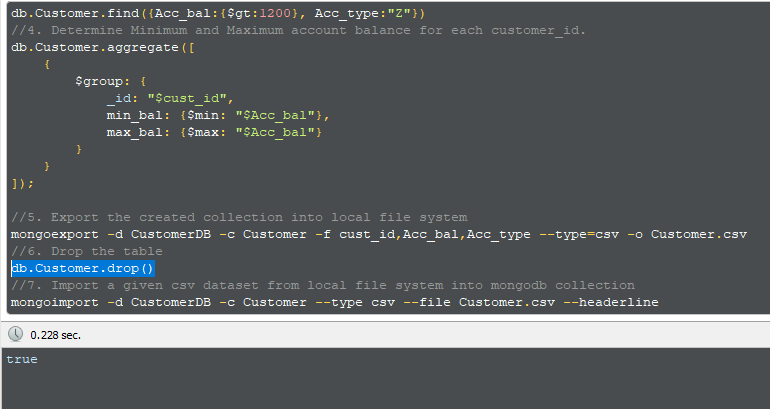 db.Customer.find({Acc_bal:{$gt:1200}, Acc_type:"Z"})
//4. Determine Minimum and Maximum account balance for each customer_id.
db.Customer.aggregate([
    {
        $group: {
            _id: "$cust_id",
            min_bal: {$min: "$Acc_bal"},
            max_bal: {$max: "$Acc_bal"}
        }
    }
]);
//5. Export the created collection into local file system
mongoexport -d CustomerDB -c Customer -f cust_id,Acc_bal,Acc_type --type=csv -o Customer.csv
//6. Drop the table
db.Customer.drop()
//7. Import a given csv dataset from local file system into mongodb collection
mongoimport -d CustomerDB -c Customer --type csv --file Customer.csv --headerline
0.228 sec.
true